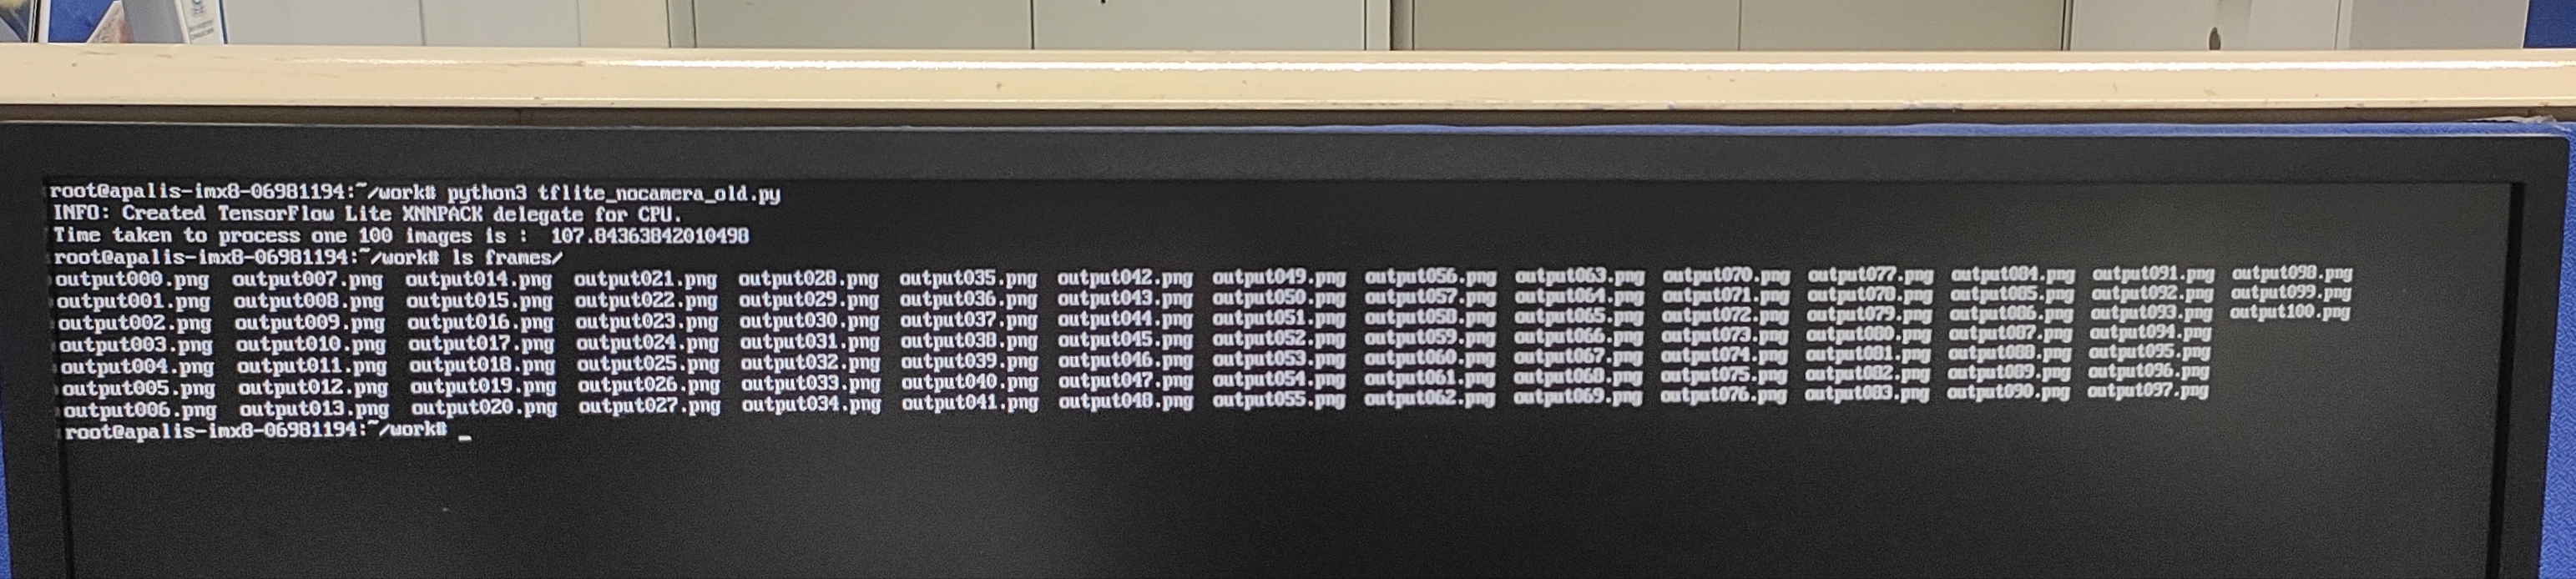 root@apalis-imx8-06981194:~/work# python3 tflite_nocamera_old.py
INFO: Created TensorFlow Lite XNNPACK delegate for CPU.
Time taken to process one 100 images is :  107.84363842010498
root@apalis-imx8-06981194:~/work# ls frames/
output000.png output007.png output014.png output021.png output028.png output035.png output042.png output049.png output056.png output063.png output070.png output077.png output084.png output091.png output098.png
output001.png output008.png output015.png output022.png output029.png output036.png output043.png output050.png output057.png output064.png output071.png output078.png output085.png output092.png output099.png
output002.png output009.png output016.png output023.png output030.png output037.png output044.png output051.png output058.png output065.png output072.png output079.png output086.png output093.png output100.png
output003.png output010.png output017.png output024.png output031.png output038.png output045.png output052.png output059.png output066.png output073.png output080.png output087.png output094.png
output004.png output011.png output018.png output025.png output032.png output039.png output046.png output053.png output060.png output067.png output074.png output081.png output088.png output095.png
output005.png output012.png output019.png output026.png output033.png output040.png output047.png output054.png output061.png output068.png output075.png output082.png output089.png output096.png
output006.png output013.png output020.png output027.png output034.png output041.png output048.png output055.png output062.png output069.png output076.png output083.png output090.png output097.png
root@apalis-imx8-06981194:~/work# _